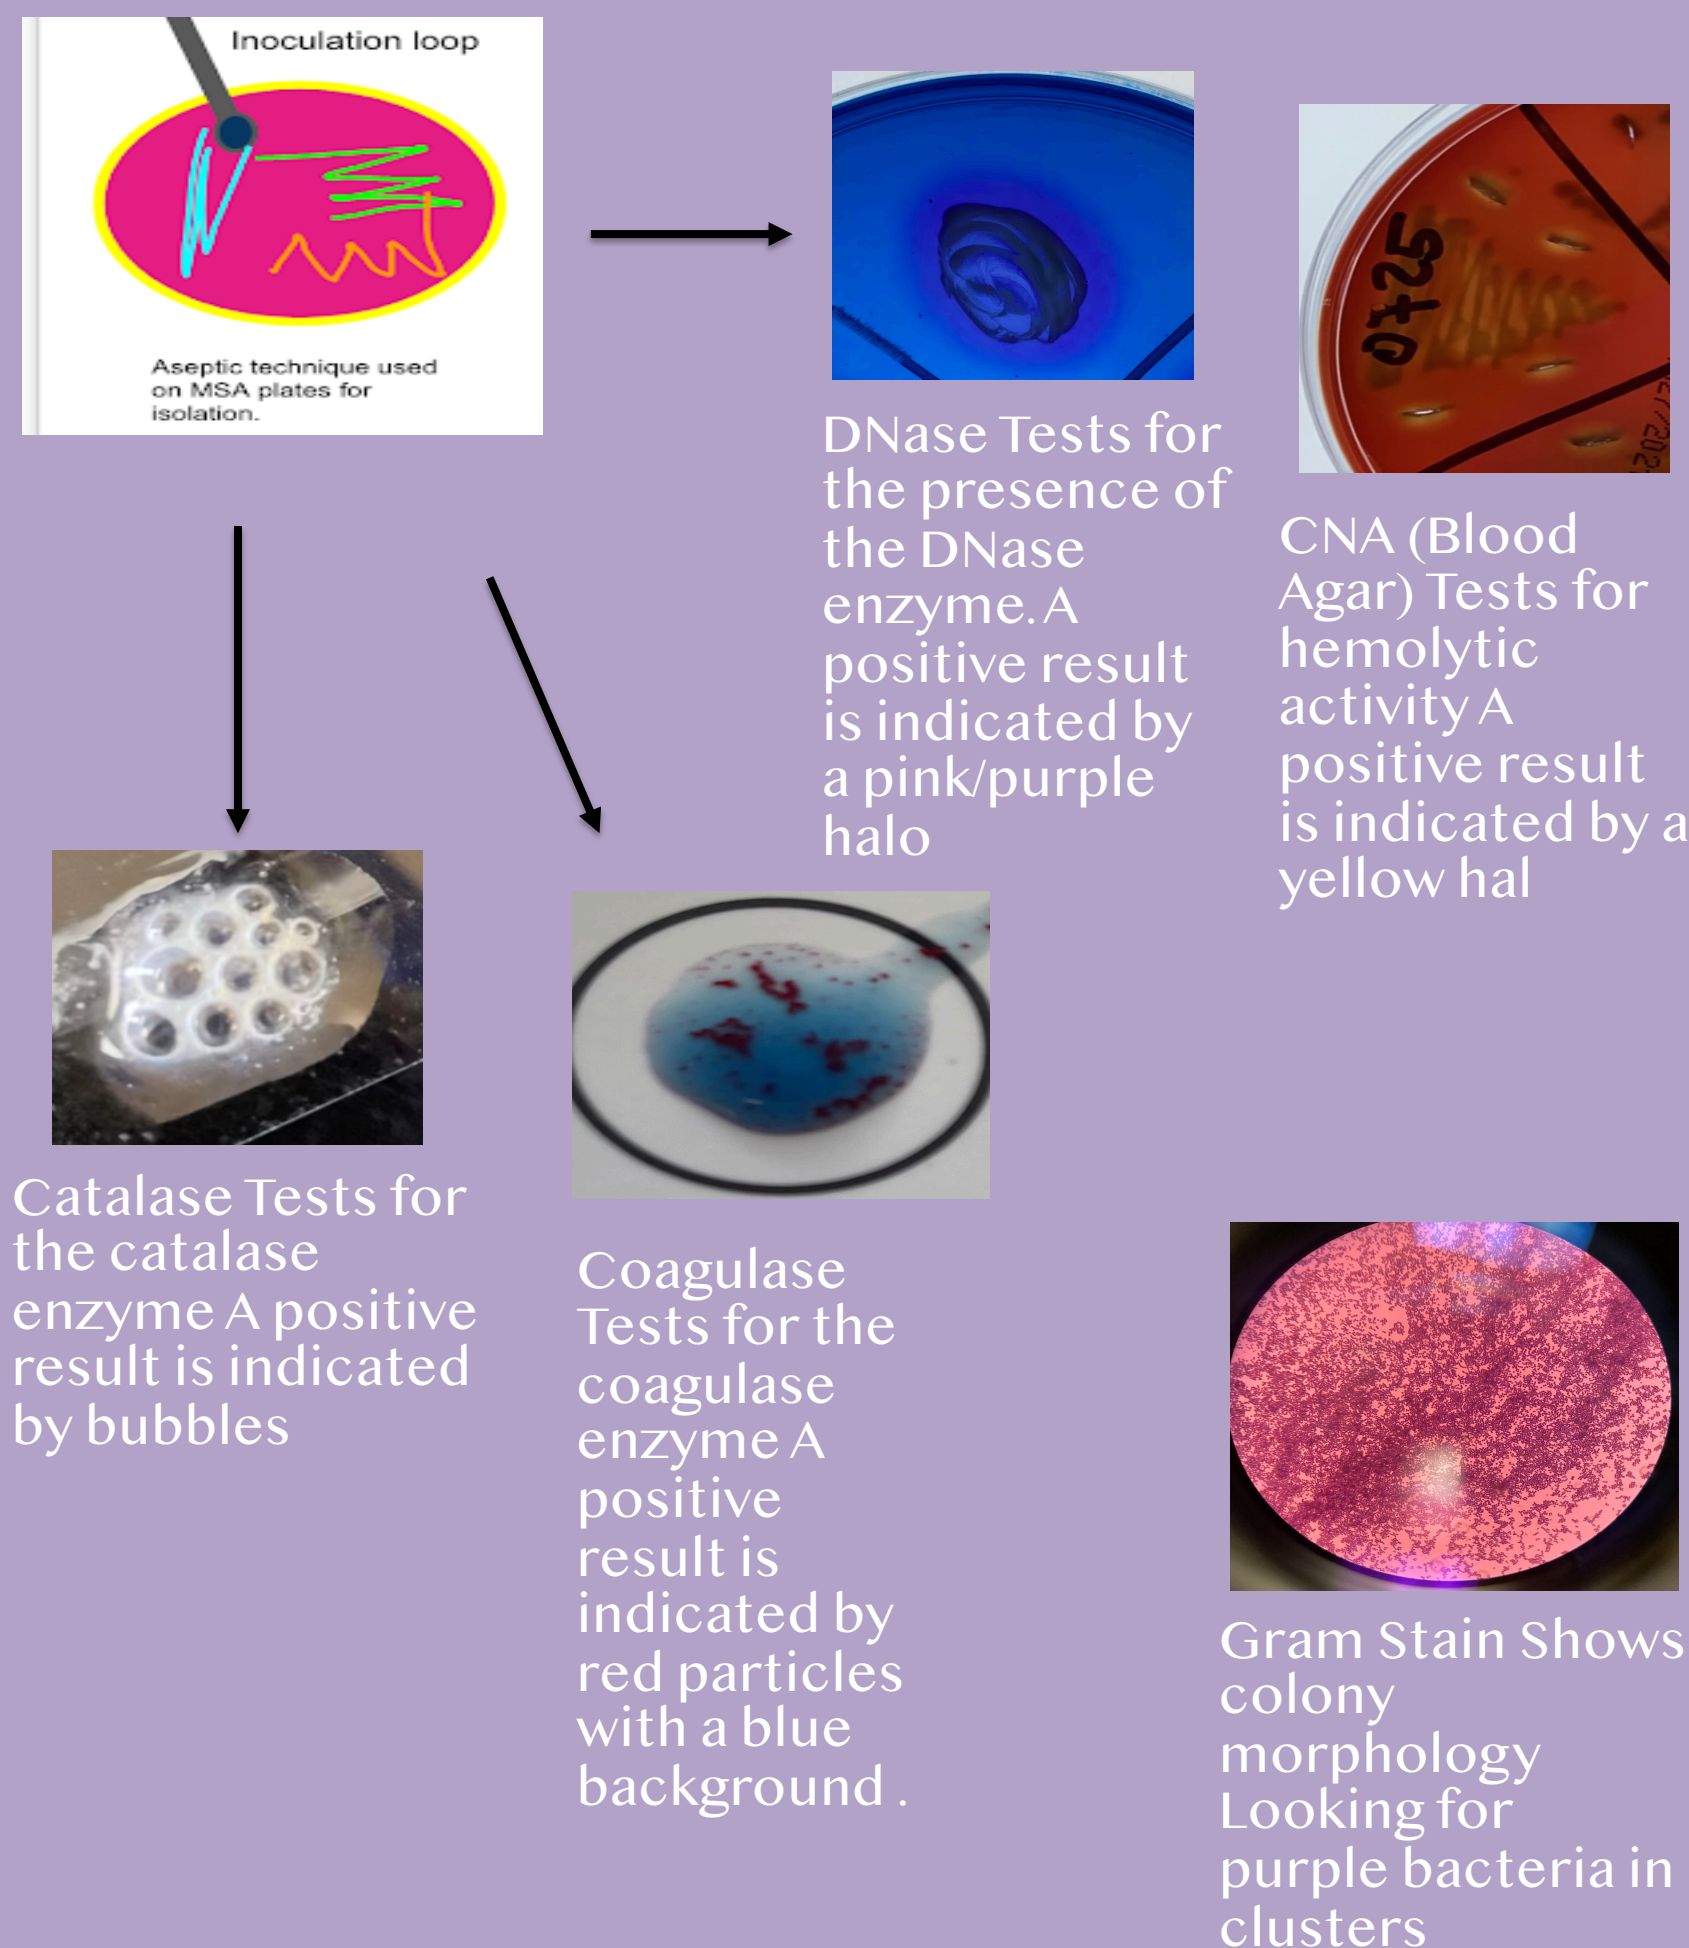 Inoculation loop
Aseptic technique used
on MSA plates for
isolation.
0725
DNase Tests for
the presence of
the DNase
enzyme. A
positive result
is indicated by
a pink/purple
halo
CNA (Blood
Agar) Tests for
hemolytic
activity A
positive result
is indicated by a
yellow hal
Catalase Tests for
the catalase
enzyme A positive
result is indicated
by bubbles
Coagulase
Tests for the
coagulase
enzyme A
positive
result is
indicated by
red particles
with a blue
background .
Gram Stain Shows
colony
morphology
Looking for
purple bacteria in
clusters